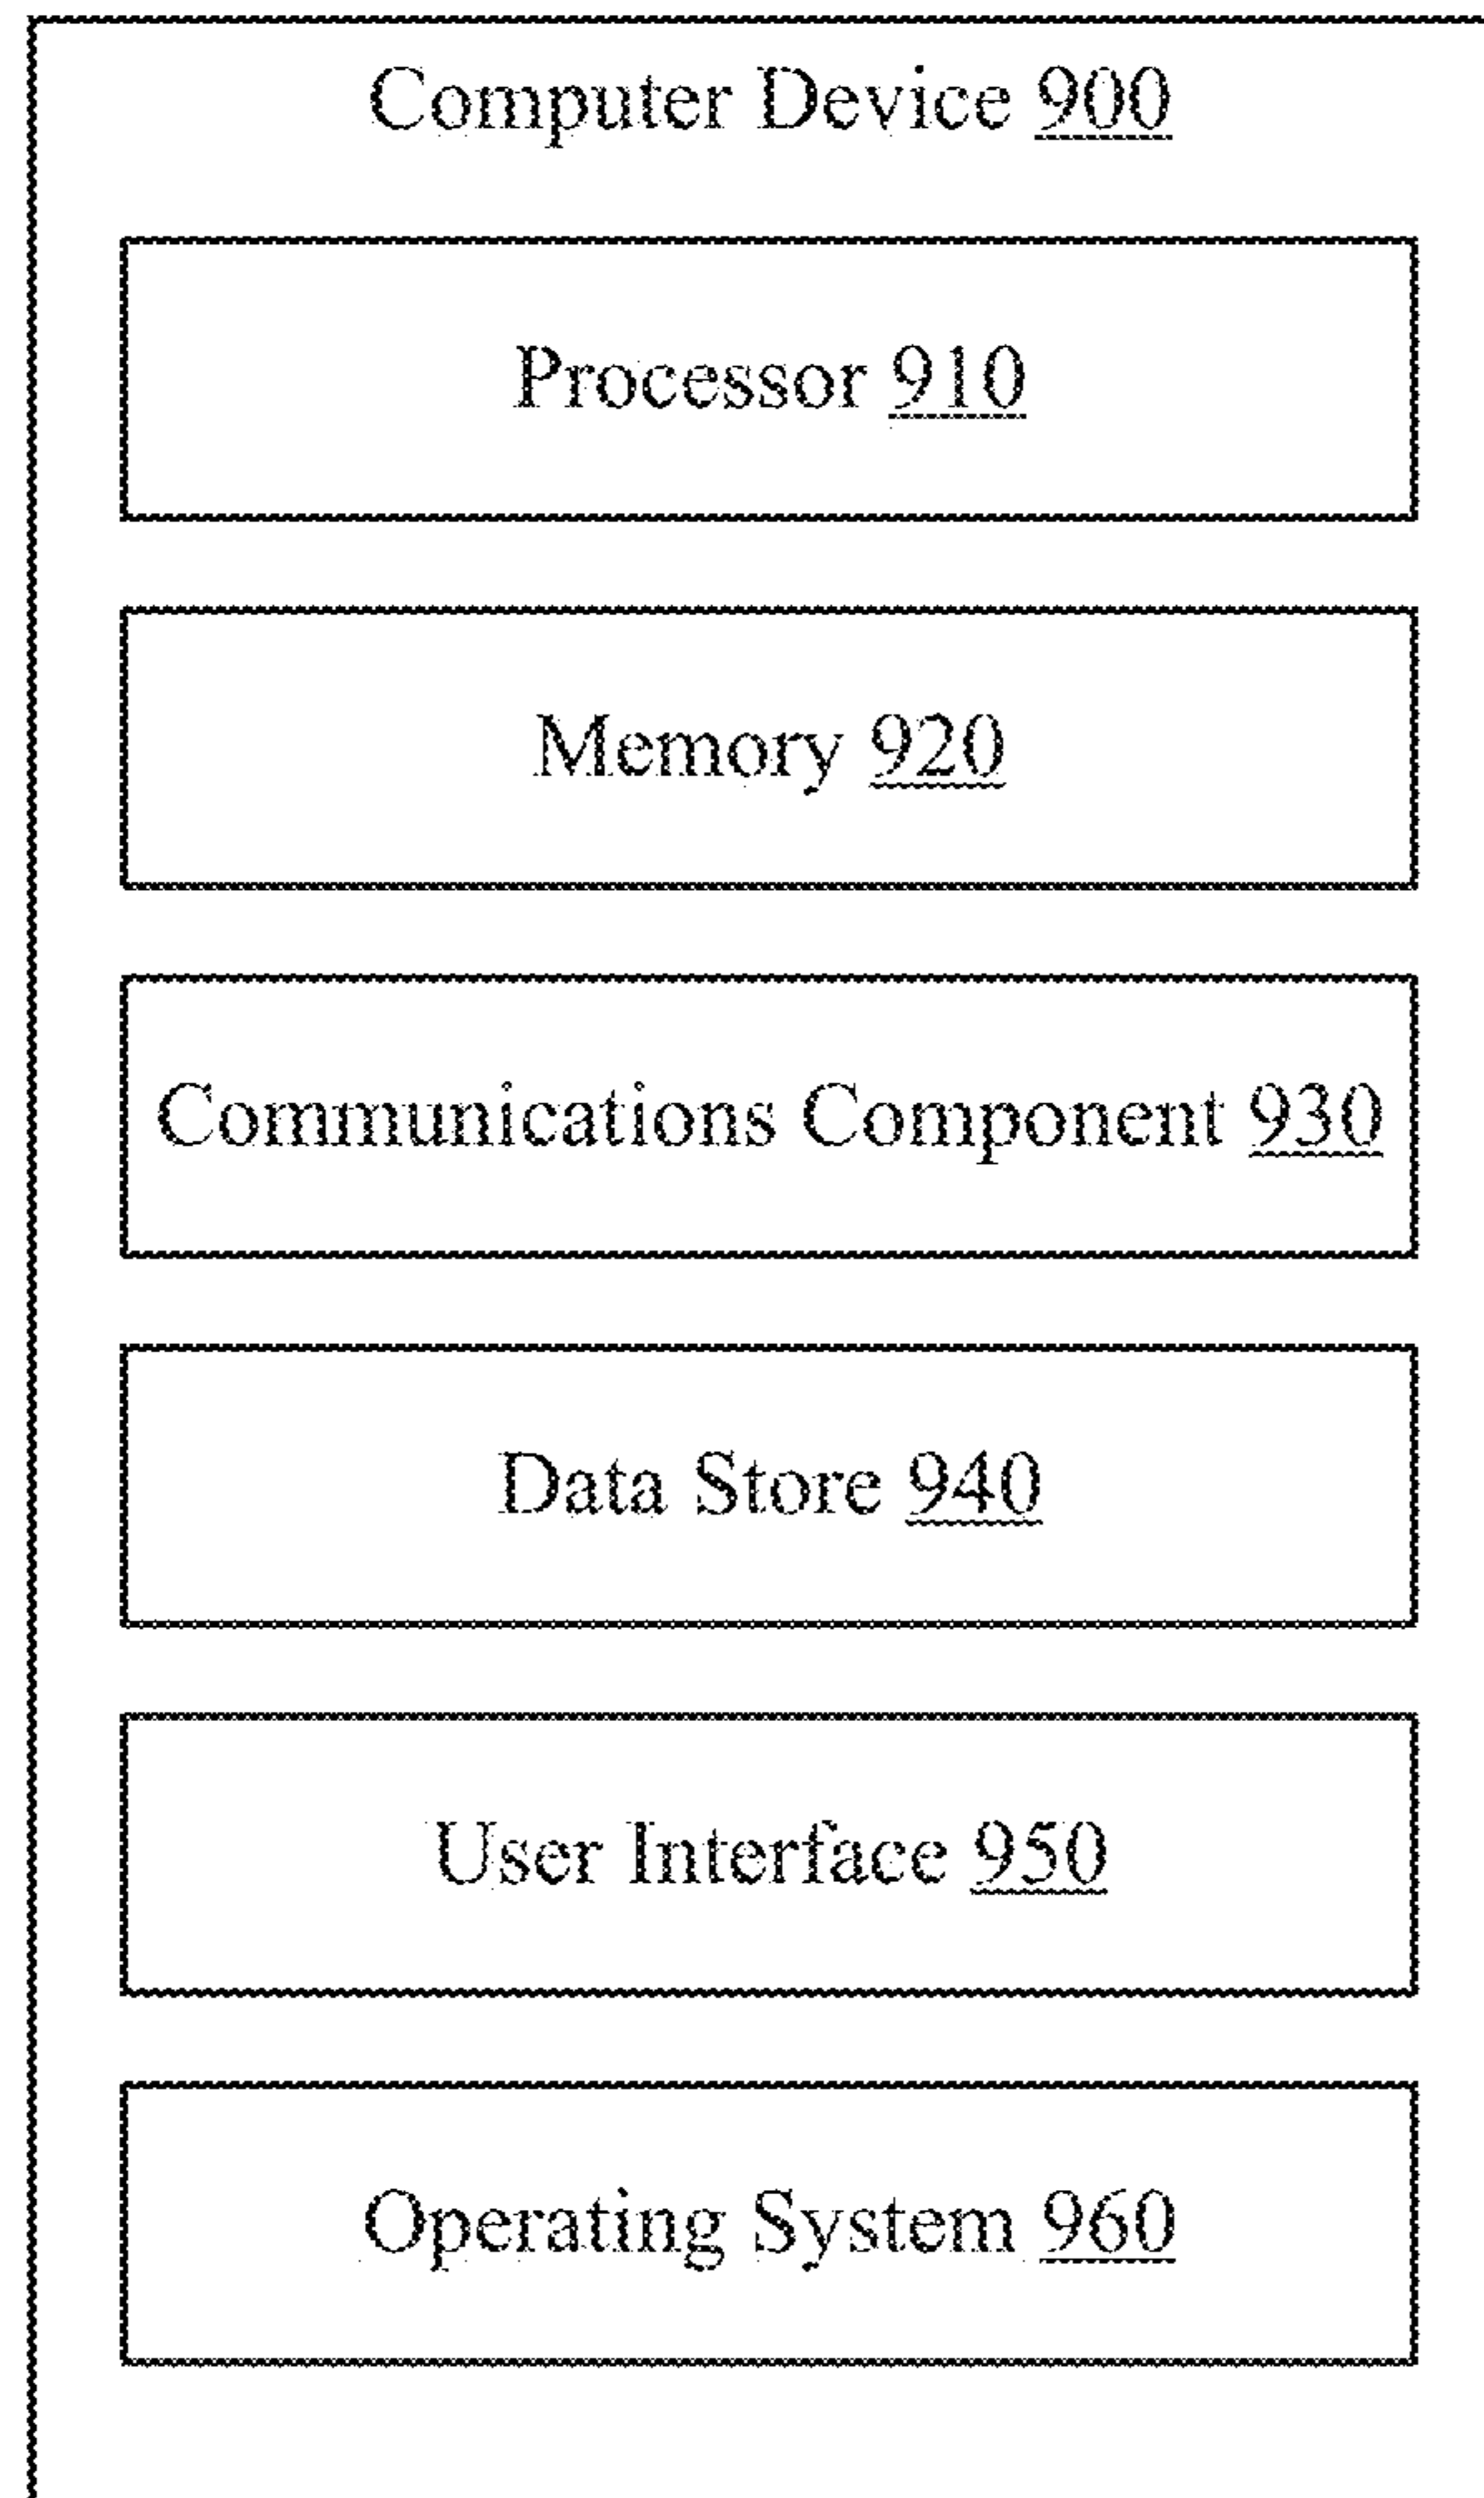 Computer Device 900
Processor 910
Memory 920
Communications Component 930
Data Store 940
User Interface 950
Operating System 960